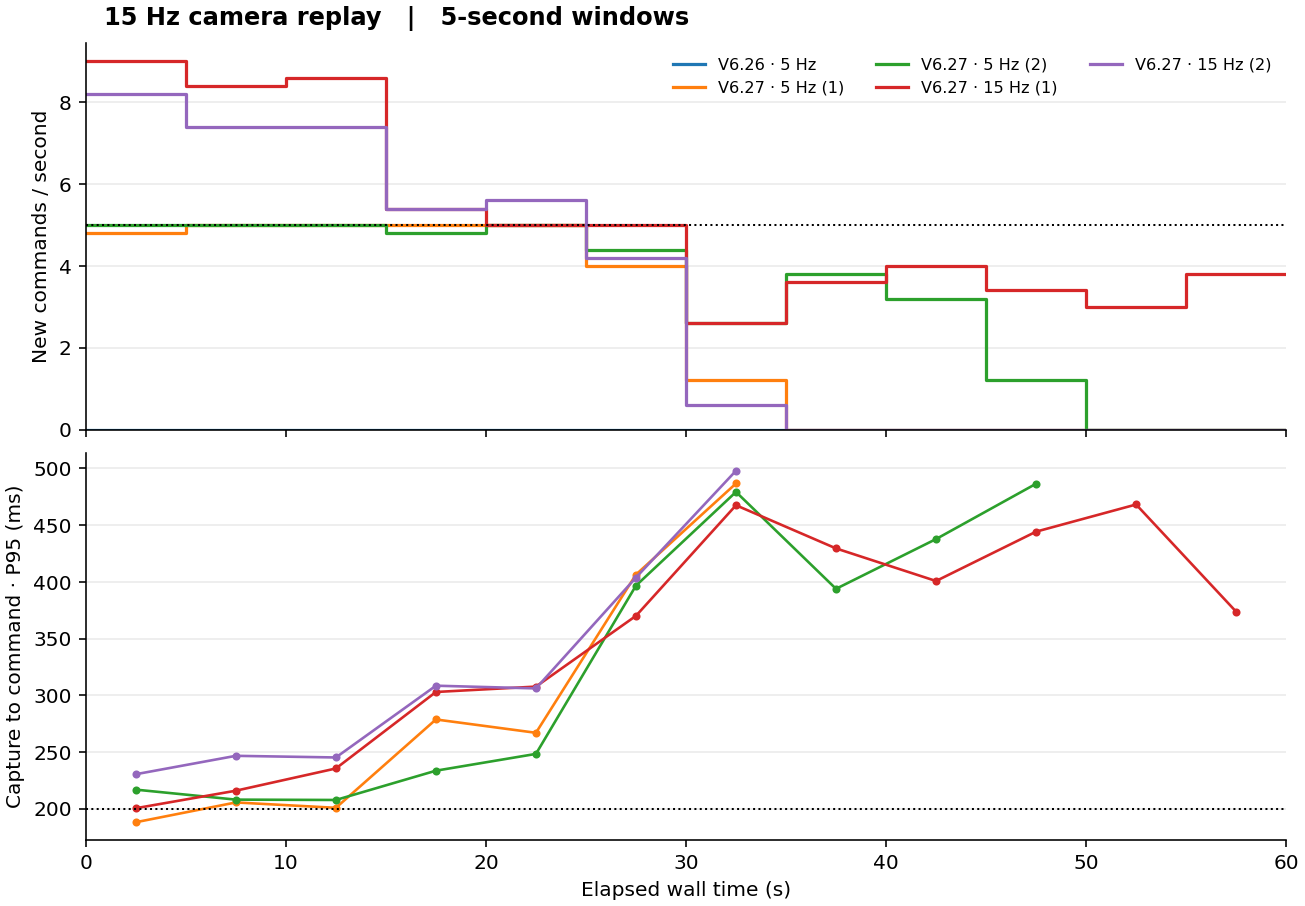 15 Hz camera replay | 5-second windows
V6.26 · 5 Hz
V6.27 · 5 Hz (1)
V6.27 · 5 Hz (2)
V6.27 · 15 Hz (1)
V6.27 · 15 Hz (2)
New commands / second
8
6
4
2
0
Capture to command · P95 (ms)
500
450
400
350
300
250
200
0 10 20 30 40 50 60
Elapsed wall time (s)